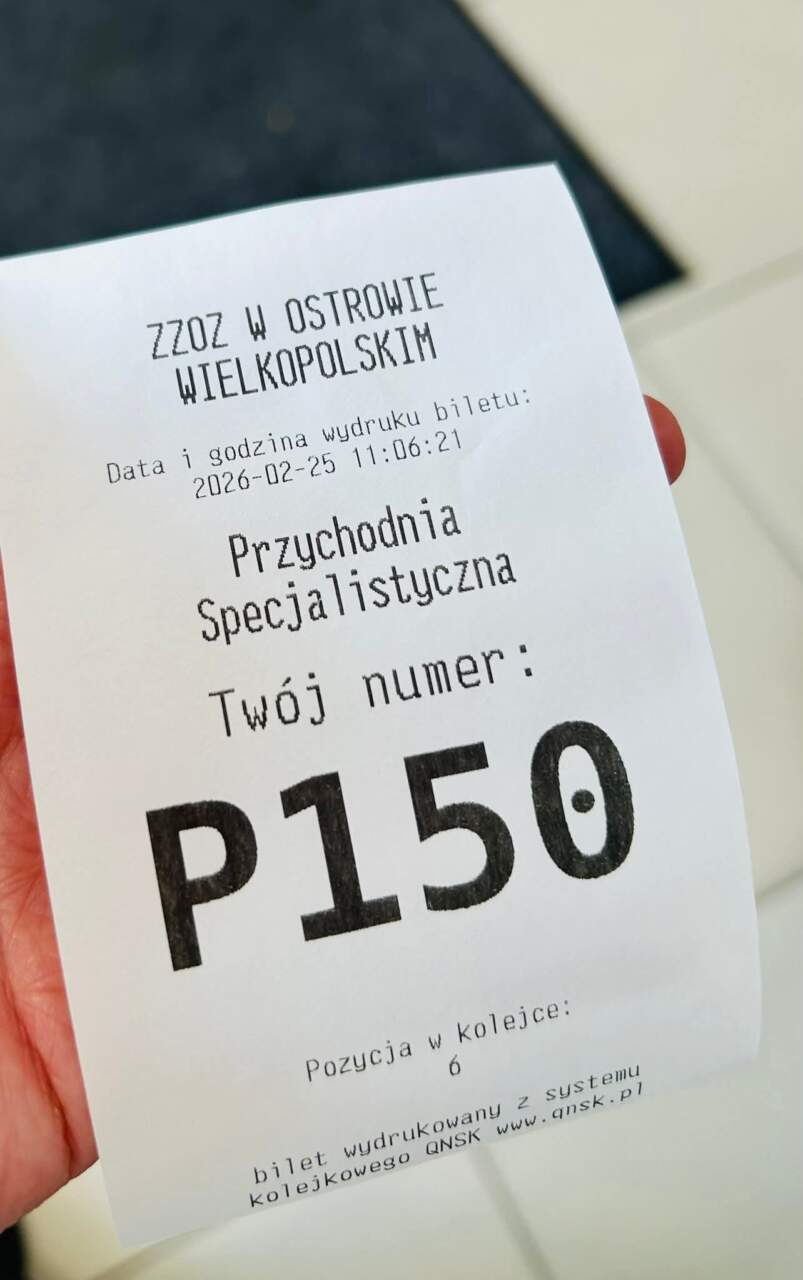 ZZOZ W OSTROWIE
WIELKOPOLSKIM
Data i godzina wydruku biletu:
2026-02-25 11:06:21
Przychodnia
Specjalistyczna
Twój numer:
P150
Pozycja w kolejce:
6
bilet wydrukowany z systemu
kolejkowego QNSK www.qnsk.pl